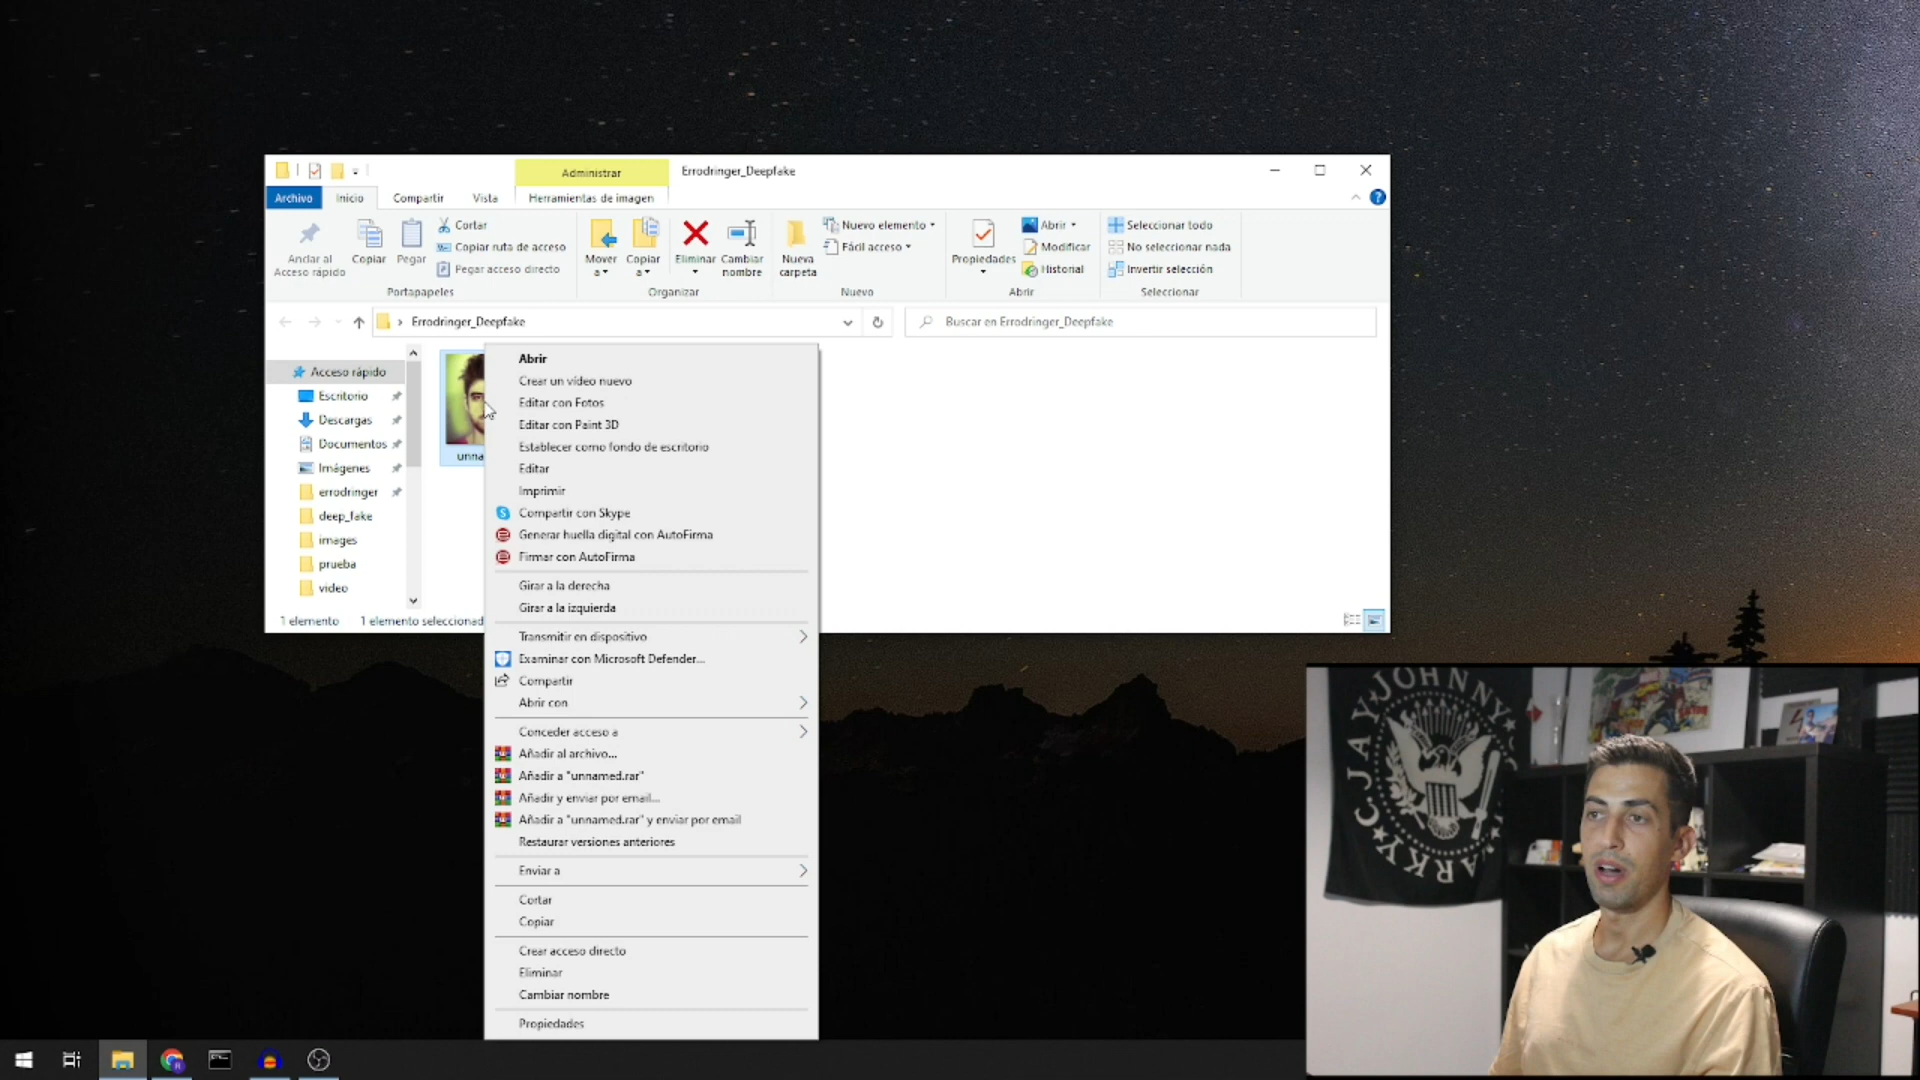 Administrar
Errodringer_Deepfake
Archivo
Inicio
Compartir
Vista
Herramientas de imagen
Andar al
Acceso rápido
Copiar
Pegar
Cortar
Copiar ruta de acceso
Pegar acceso directo
Portapapeles
Mover
a
Copiar
a
Eliminar
Cambiar
nombre
Organizar
Nueva
carpeta
Nuevo elemento
Fácil acceso
Nuevo
Propiedades
Abrir
Modificar
Historial
Abrir
Seleccionar todo
No seleccionar nada
Invertir selección
Seleccionar
Errodringer_Deepfake
Buscar en Errodringer_Deepfake
Acceso rápido
Escritorio
Descargas
Documentos
Imágenes
errodringer
deep_fake
images
prueba
video
1 elemento
1 elemento seleccionad
unna
Abrir
Crear un vídeo nuevo
Editar con Fotos
Editar con Paint 3D
Establecer como fondo de escritorio
Editar
Imprimir
Compartir con Skype
Generar huella digital con AutoFirma
Firmar con AutoFirma
Girar a la derecha
Girar a la izquierda
Transmitir en dispositivo
Examinar con Microsoft Defender...
Compartir
Abrir con
Conceder acceso a
Añadir al archivo...
Añadir a "unnamed.rar"
Añadir y enviar por email...
Añadir a "unnamed.rar" y enviar por email
Restaurar versiones anteriores
Enviar a
Cortar
Copiar
Crear acceso directo
Eliminar
Cambiar nombre
Propiedades
CJAY★JOHNNY